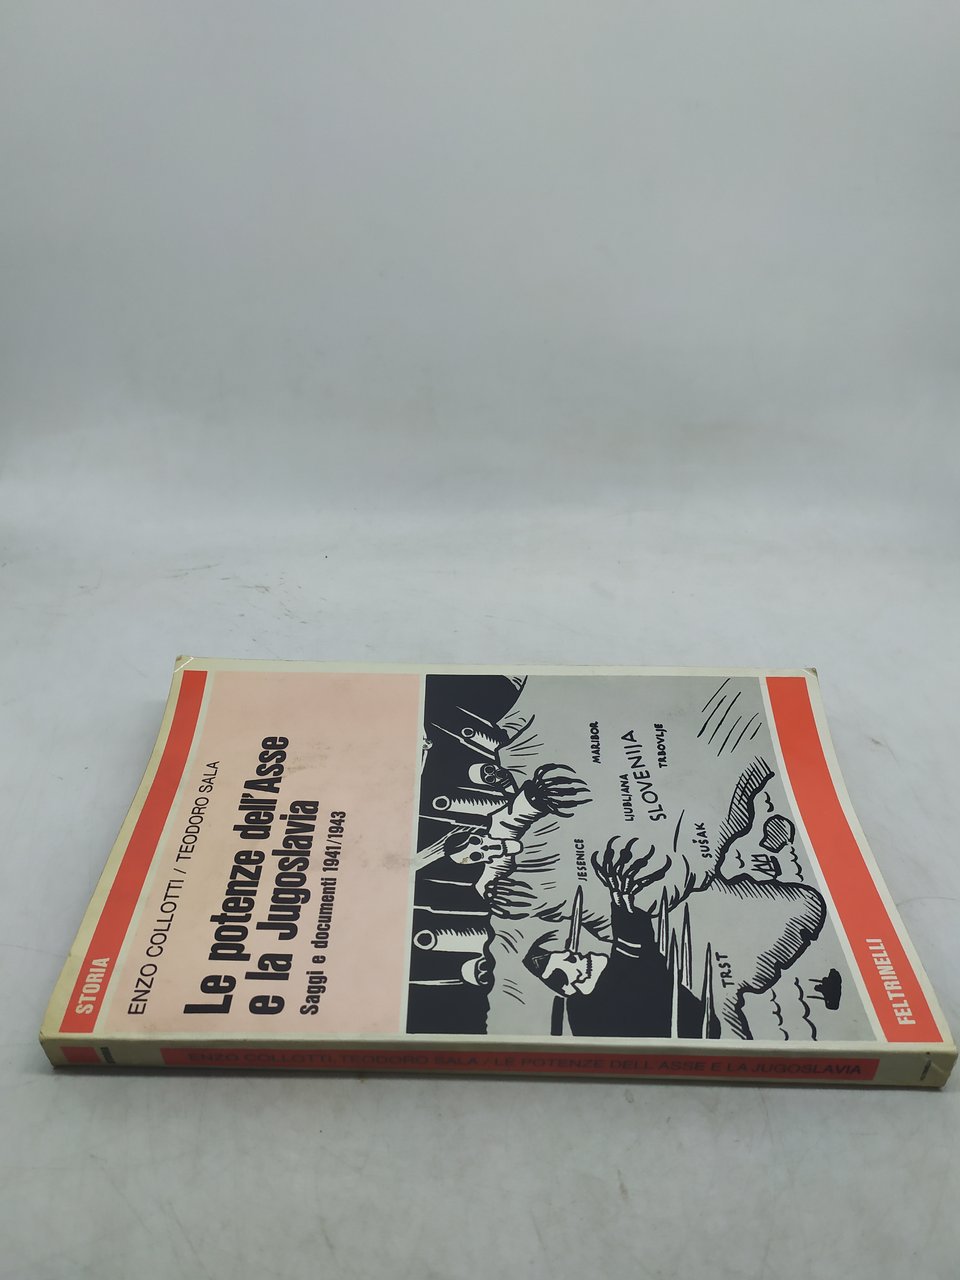 STORIA
ENZO COLLOTTI / TEODORO SALA
Le potenze dell'Asse
e la Jugoslavia
Saggi e documenti 1941/1943
MARIBOR
LJUBLJANA
SLOVENIJA
TRBOVLJE
JESENICE
SUŠAK
TRST
FELTRINELLI
ENZO COLLOTTI, TEODORO SALA / LE POTENZE DELL'ASSE E LA JUGOSLAVIA